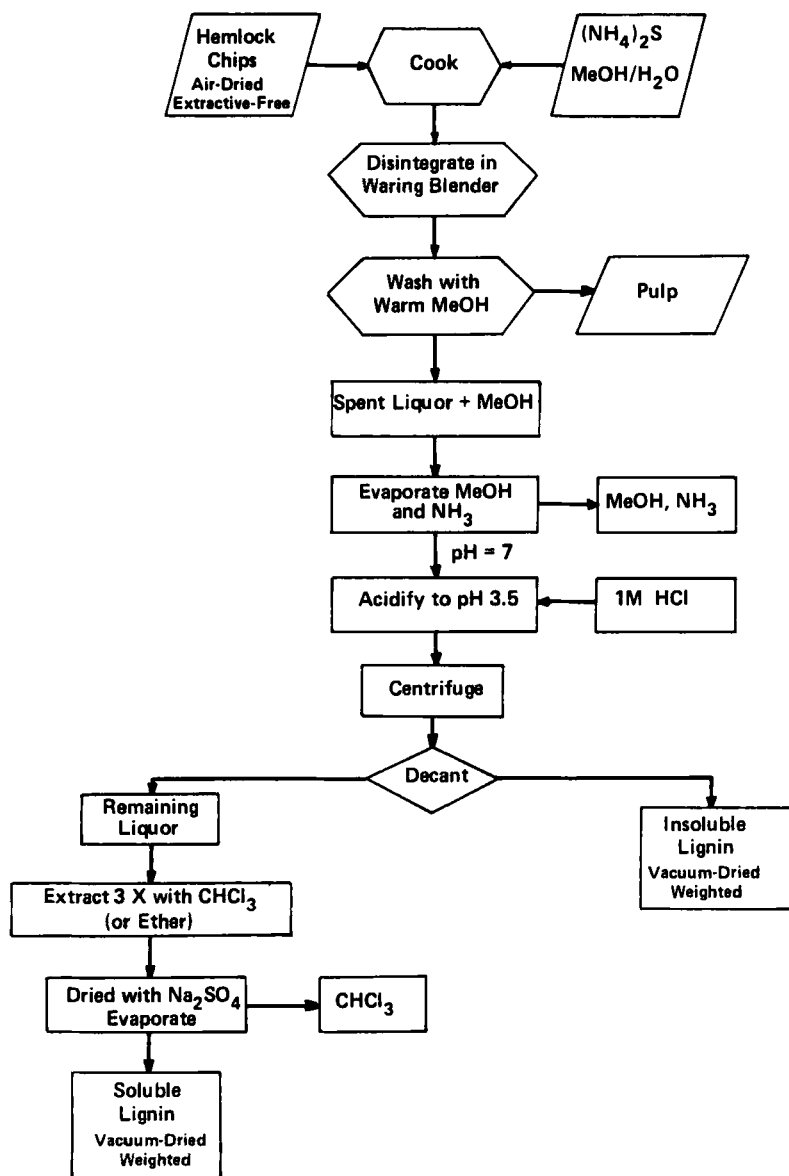 Hemlock
Chips
Air-Dried
Extractive-Free
Cook
(NH4)2S
MeOH/H2O
Disintegrate in
Waring Blender
Wash with
Warm MeOH
Pulp
Spent Liquor + MeOH
Evaporate MeOH
and NH3
MeOH, NH3
pH = 7
Acidify to pH 3.5
1M HCl
Centrifuge
Decant
Remaining
Liquor
Insoluble
Lignin
Vacuum-Dried
Weighted
Extract 3 X with CHCl3
(or Ether)
Dried with Na2SO4
Evaporate
CHCl3
Soluble
Lignin
Vacuum-Dried
Weighted